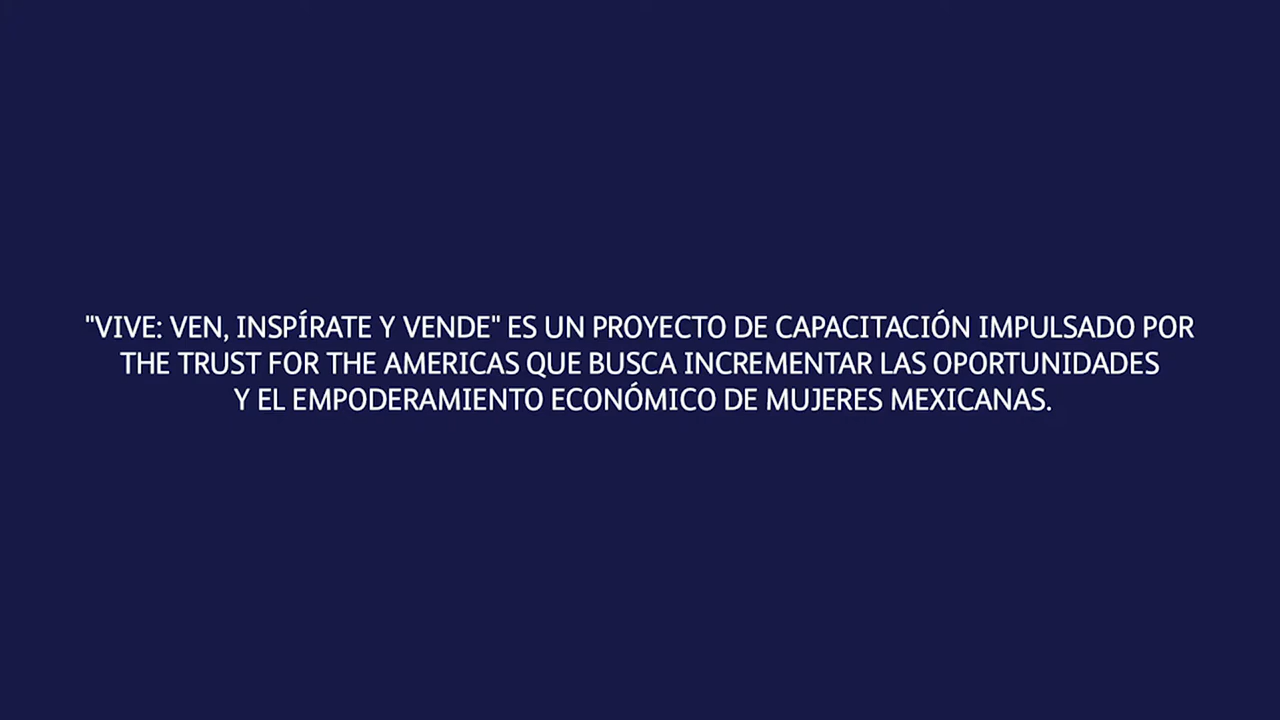 "VIVE: VEN, INSPÍRATE Y VENDE" ES UN PROYECTO DE CAPACITACIÓN IMPULSADO POR
THE TRUST FOR THE AMERICAS QUE BUSCA INCREMENTAR LAS OPORTUNIDADES
Y EL EMPODERAMIENTO ECONÓMICO DE MUJERES MEXICANAS.